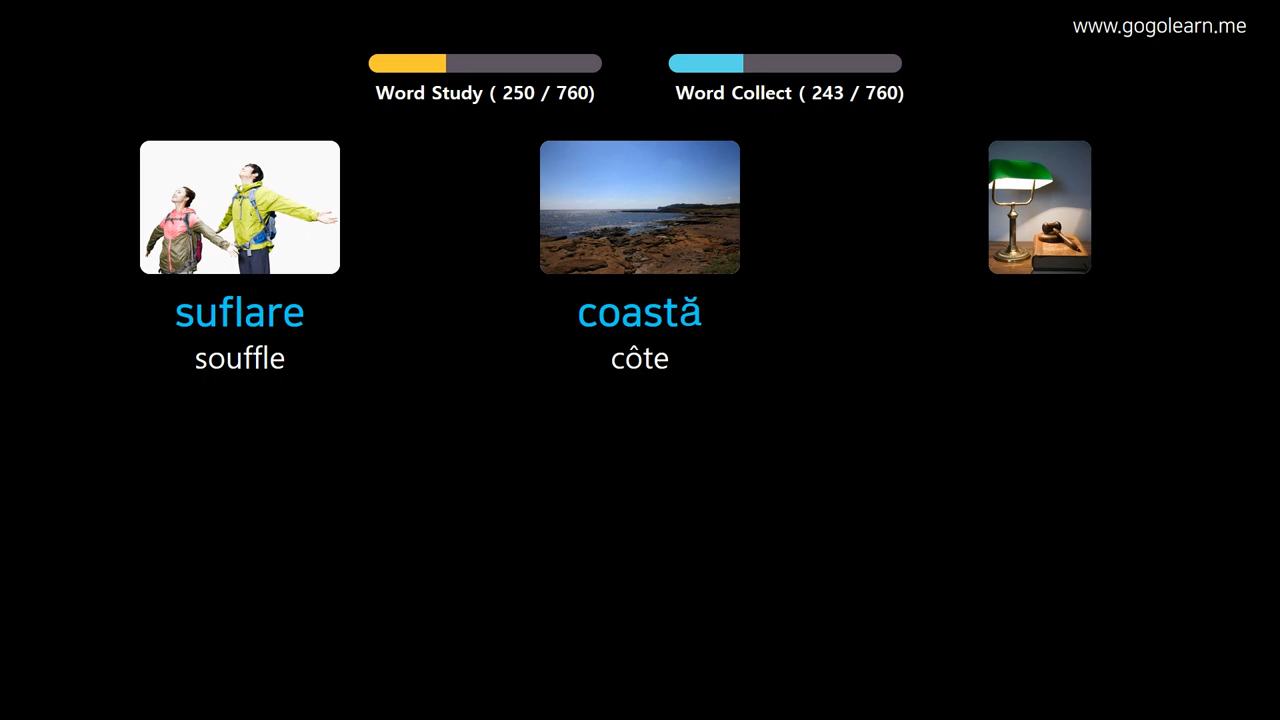 www.gogolearn.me
Word Study ( 250 / 760)
Word Collect ( 243 / 760)
suflare
coastă
souffle
côte